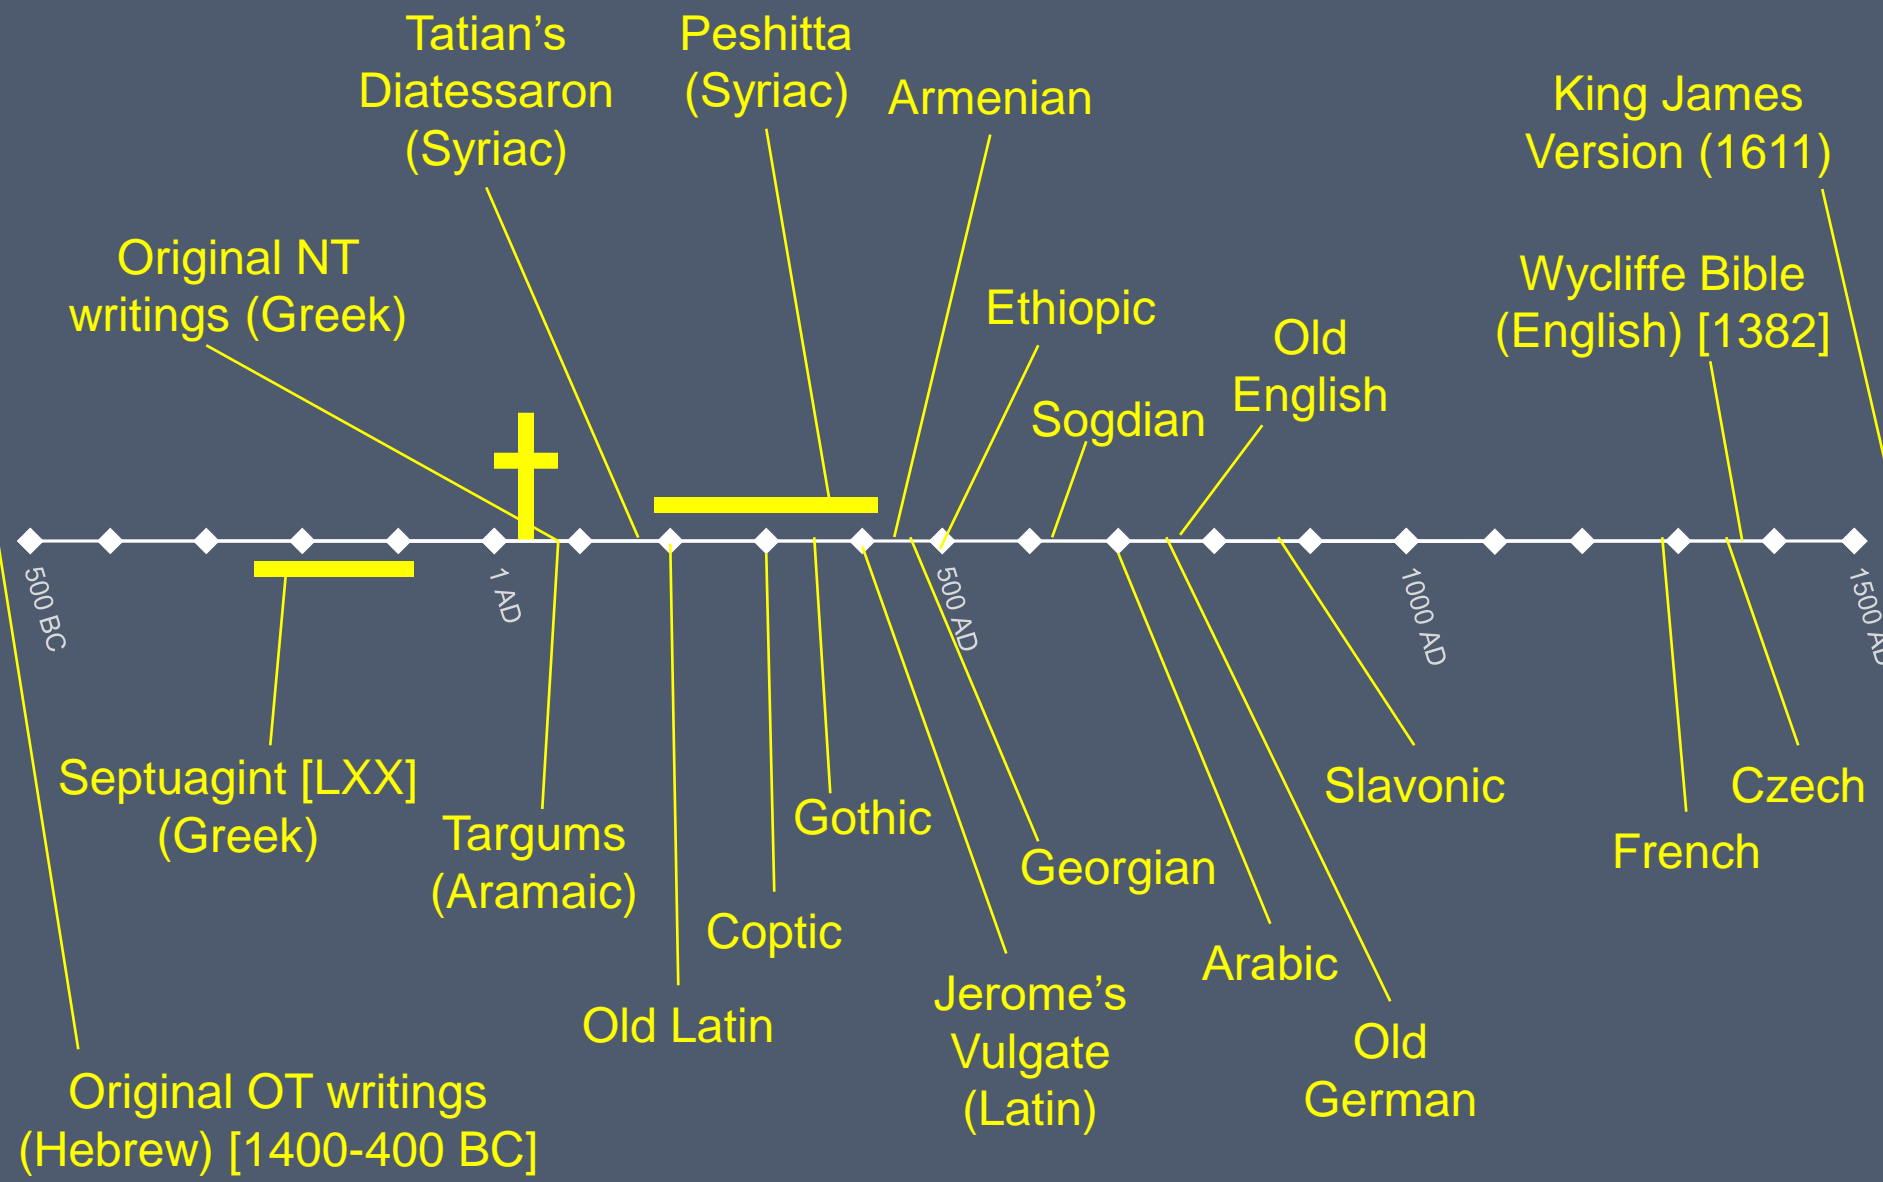 Tatian’s
Diatessaron
(Syriac)
Peshitta
(Syriac)
Armenian
King James
Version (1611)
Original NT
writings (Greek)
Ethiopic
Wycliffe Bible
(English) [1382]
Old
English
Sogdian
500 BC
1 AD
500 AD
1000 AD
1500 AD
Septuagint [LXX]
(Greek)
Targums
(Aramaic)
Gothic
Georgian
Slavonic
Czech
French
Coptic
Arabic
Old Latin
Jerome’s
Vulgate
(Latin)
Old
German
Original OT writings
(Hebrew) [1400-400 BC]